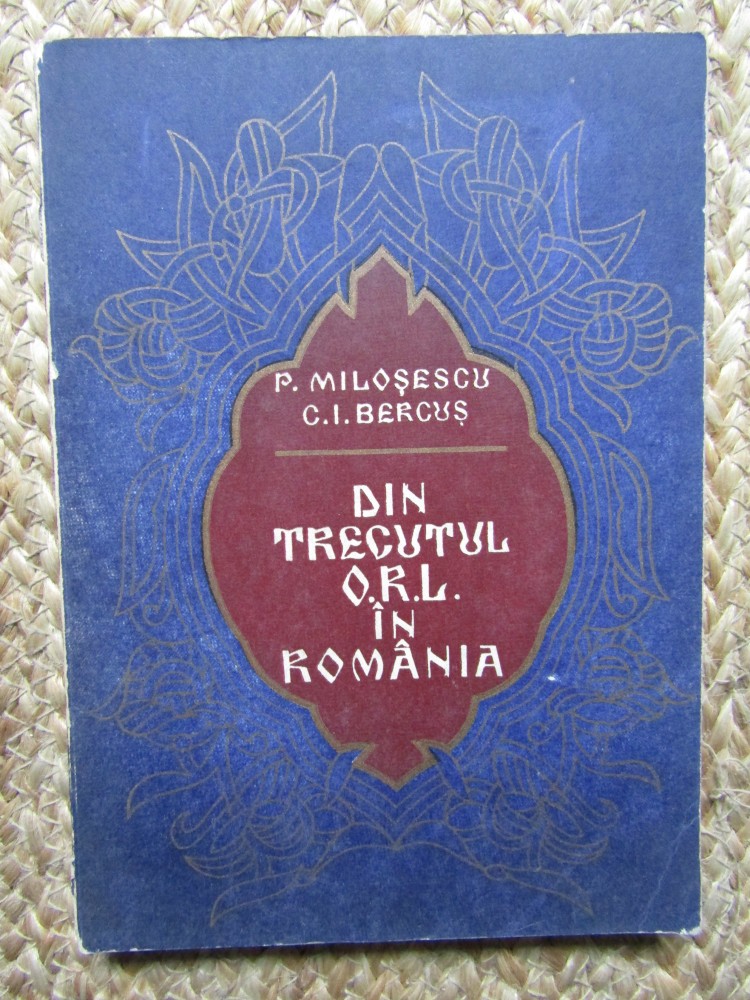 P. MILOȘESCU
C.I. BERCUȘ
DIN
TRECUTUL
O.R.L.
ÎN
ROMÂNIA